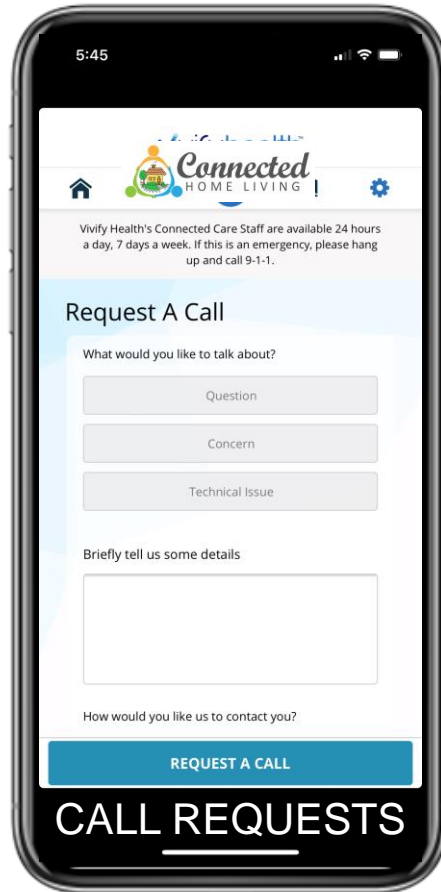 5:45
Connected
HOME LIVING
Vivify Health's Connected Care Staff are available 24 hours
a day, 7 days a week. If this is an emergency, please hang
up and call 9-1-1.
Request A Call
What would you like to talk about?
Question
Concern
Technical Issue
Briefly tell us some details
How would you like us to contact you?
REQUEST A CALL
CALL REQUESTS